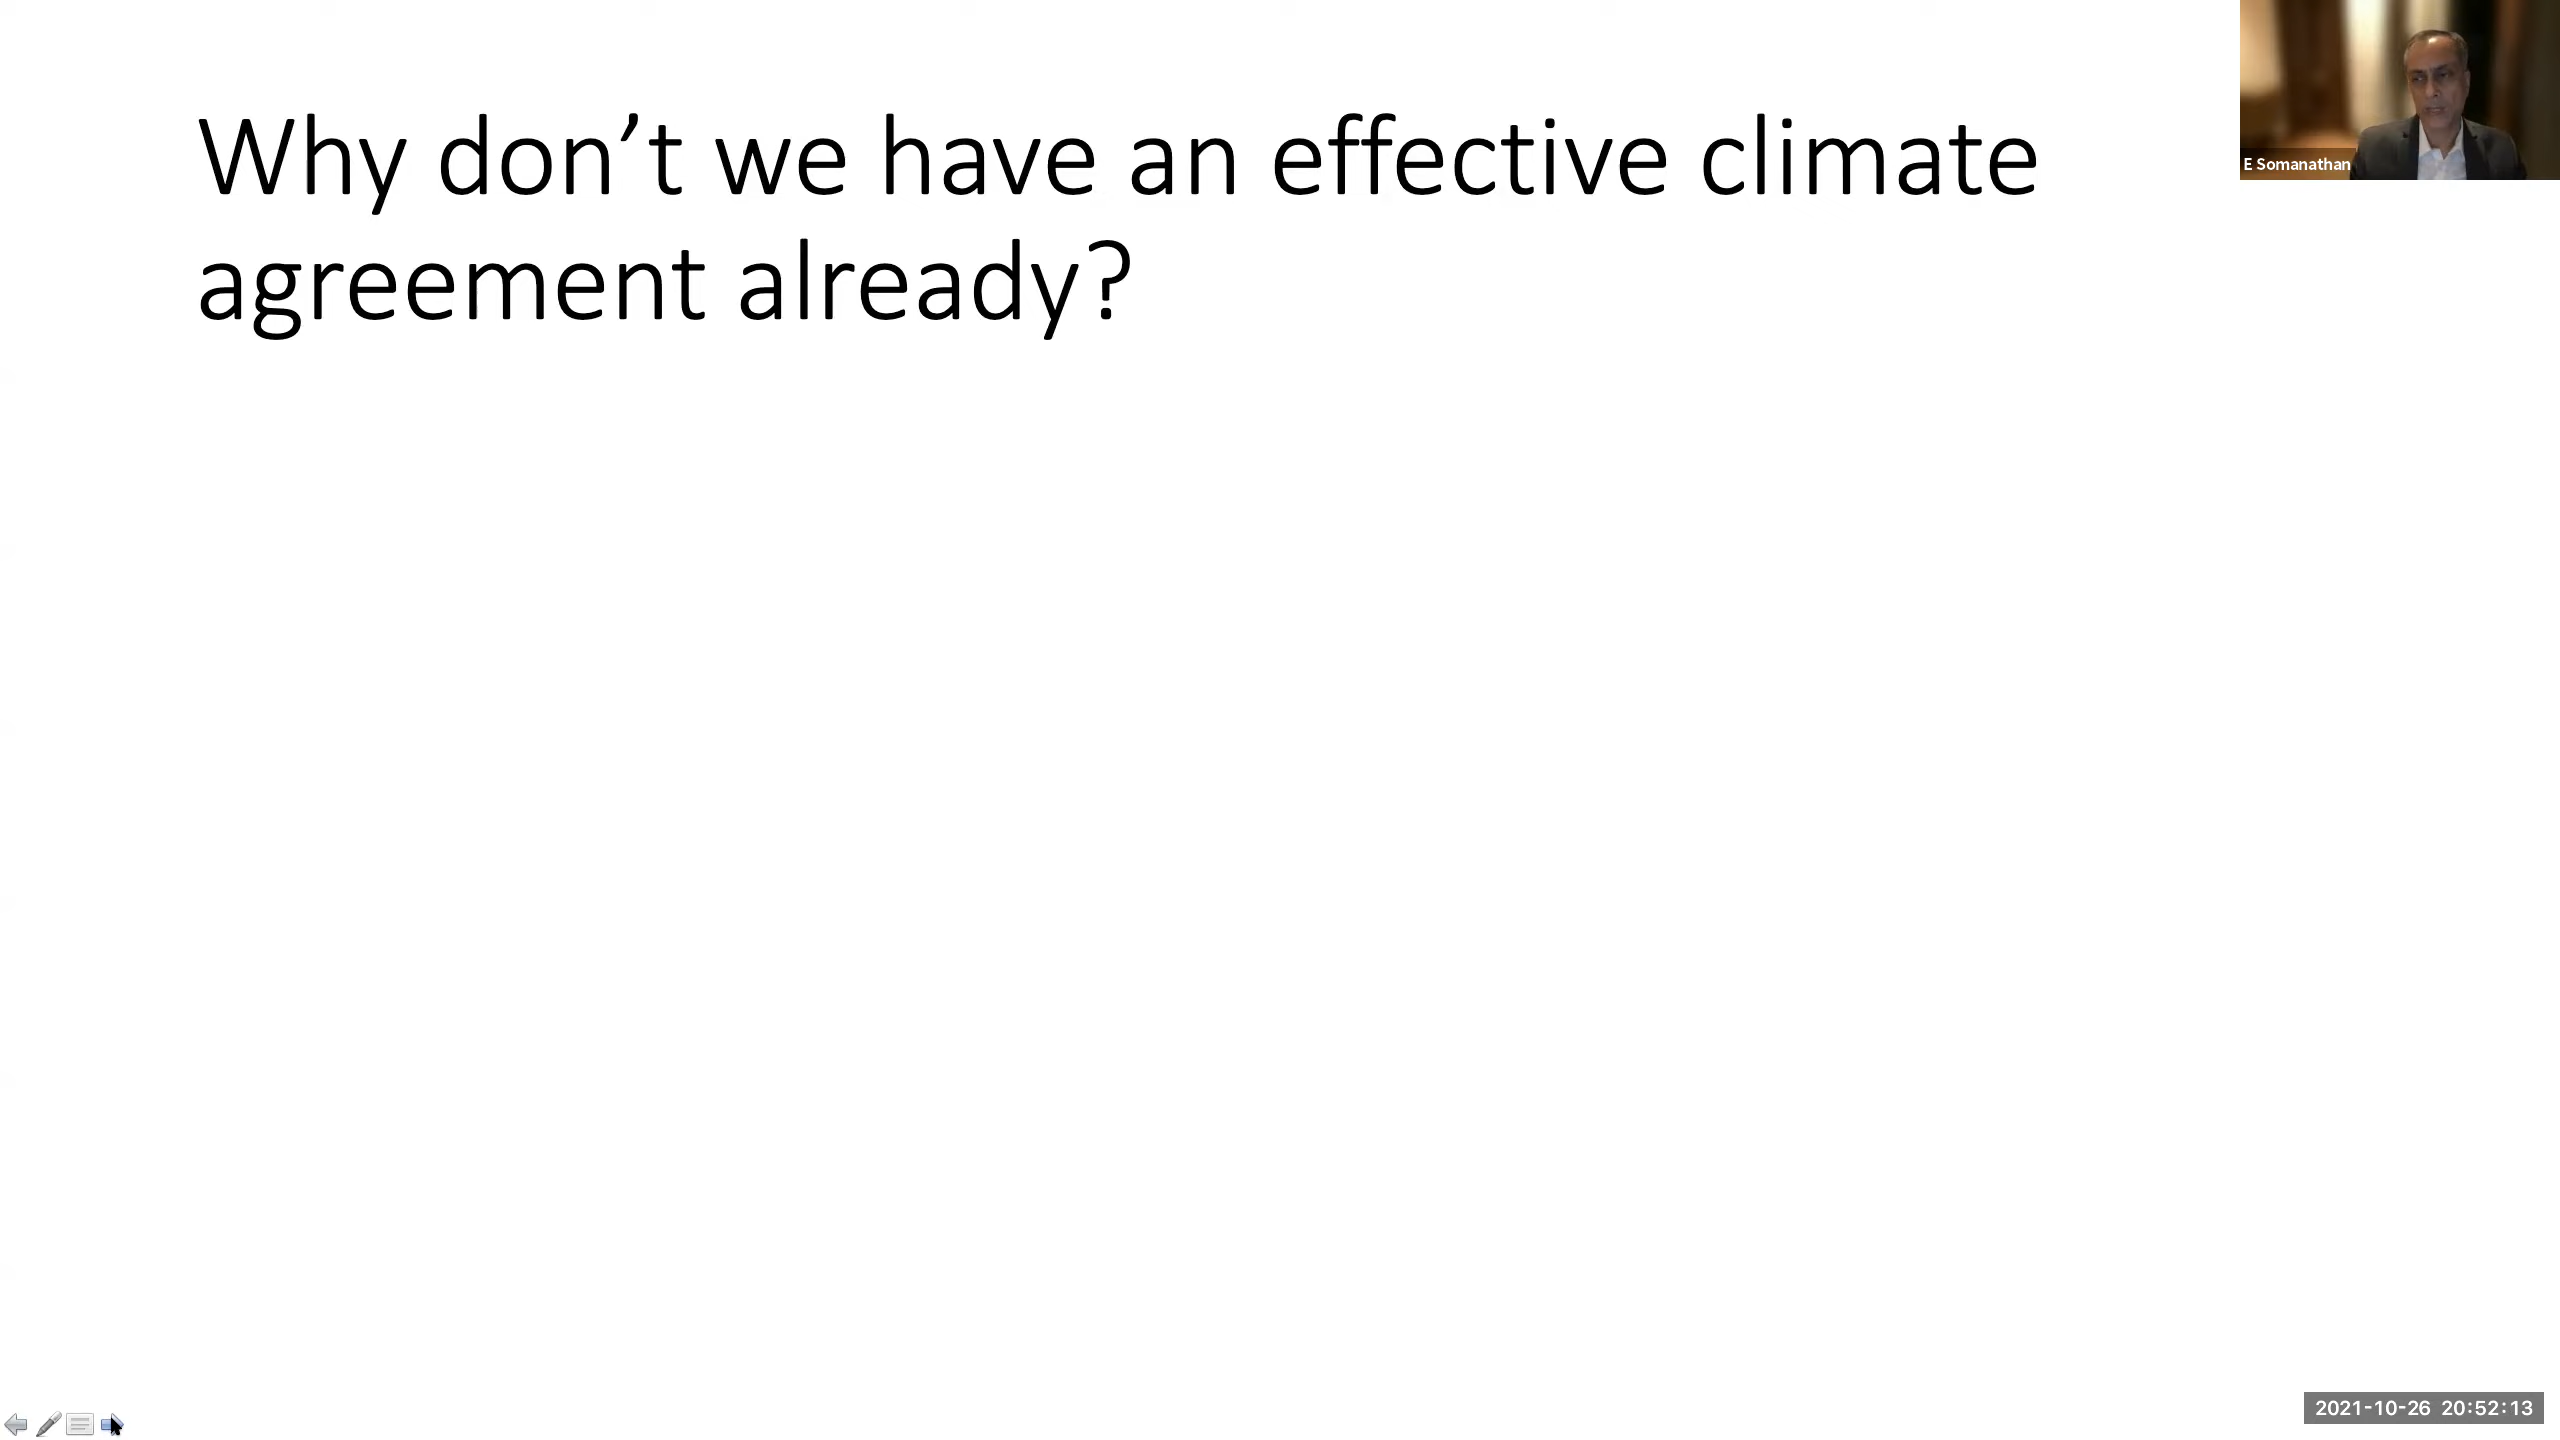 Why don’t we have an effective climate
agreement already?
E Somanathan
2021-10-26 20:52:13